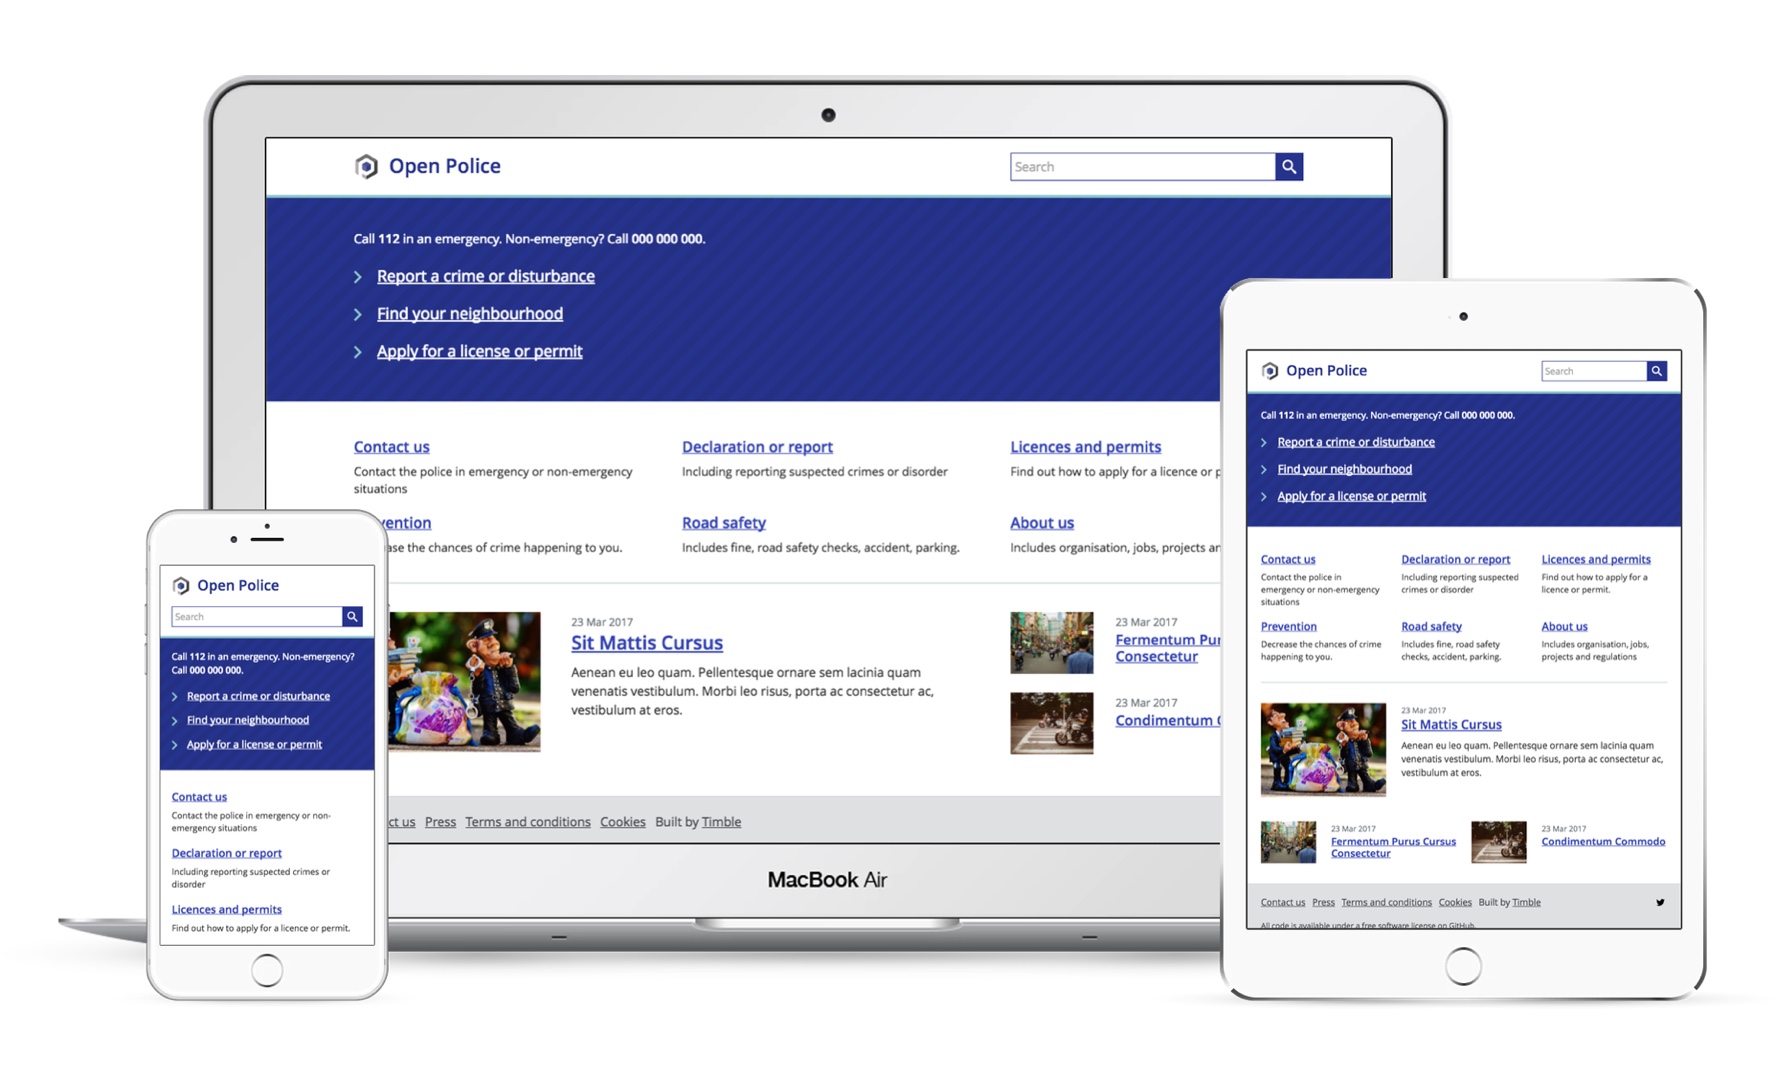 Open Police
Search
Call 112 in an emergency. Non-emergency? Call 000 000 000.
Report a crime or disturbance
Find your neighbourhood
Apply for a license or permit
Contact us
Contact the police in emergency or non-emergency
situations
Declaration or report
Including reporting suspected crimes or disorder
Licences and permits
Find out how to apply for a licence or p
vention
ase the chances of crime happening to you.
Road safety
Includes fine, road safety checks, accident, parking.
About us
Includes organisation, jobs, projects an
23 Mar 2017
Sit Mattis Cursus
Aenean eu leo quam. Pellentesque ornare sem lacinia quam
venenatis vestibulum. Morbi leo risus, porta ac consectetur ac,
vestibulum at eros.
23 Mar 2017
Fermentum Pur
Consectetur
23 Mar 2017
Condimentum C
ct us Press Terms and conditions Cookies Built by Timble
MacBook Air
Open Police
Search
Call 112 in an emergency. Non-emergency?
Call 000 000 000.
Report a crime or disturbance
Find your neighbourhood
Apply for a license or permit
Contact us
Contact the police in emergency or non-
emergency situations
Declaration or report
Including reporting suspected crimes or
disorder
Licences and permits
Find out how to apply for a licence or permit.
Open Police
Search
Call 112 in an emergency. Non-emergency? Call 000 000 000.
Report a crime or disturbance
Find your neighbourhood
Apply for a license or permit
Contact us
Contact the police in
emergency or non-emergency
situations
Declaration or report
Including reporting suspected
crimes or disorder
Licences and permits
Find out how to apply for a
licence or permit.
Prevention
Decrease the chances of crime
happening to you.
Road safety
Includes fine, road safety
checks, accident, parking.
About us
Includes organisation, jobs,
projects and regulations
23 Mar 2017
Sit Mattis Cursus
Aenean eu leo quam. Pellentesque ornare sem lacinia quam
venenatis vestibulum. Morbi leo risus, porta ac consectetur ac,
vestibulum at eros.
23 Mar 2017
Fermentum Purus Cursus
Consectetur
23 Mar 2017
Condimentum Commodo
Contact us Press Terms and conditions Cookies Built by Timble
All code is available under a free software license on GitHub.